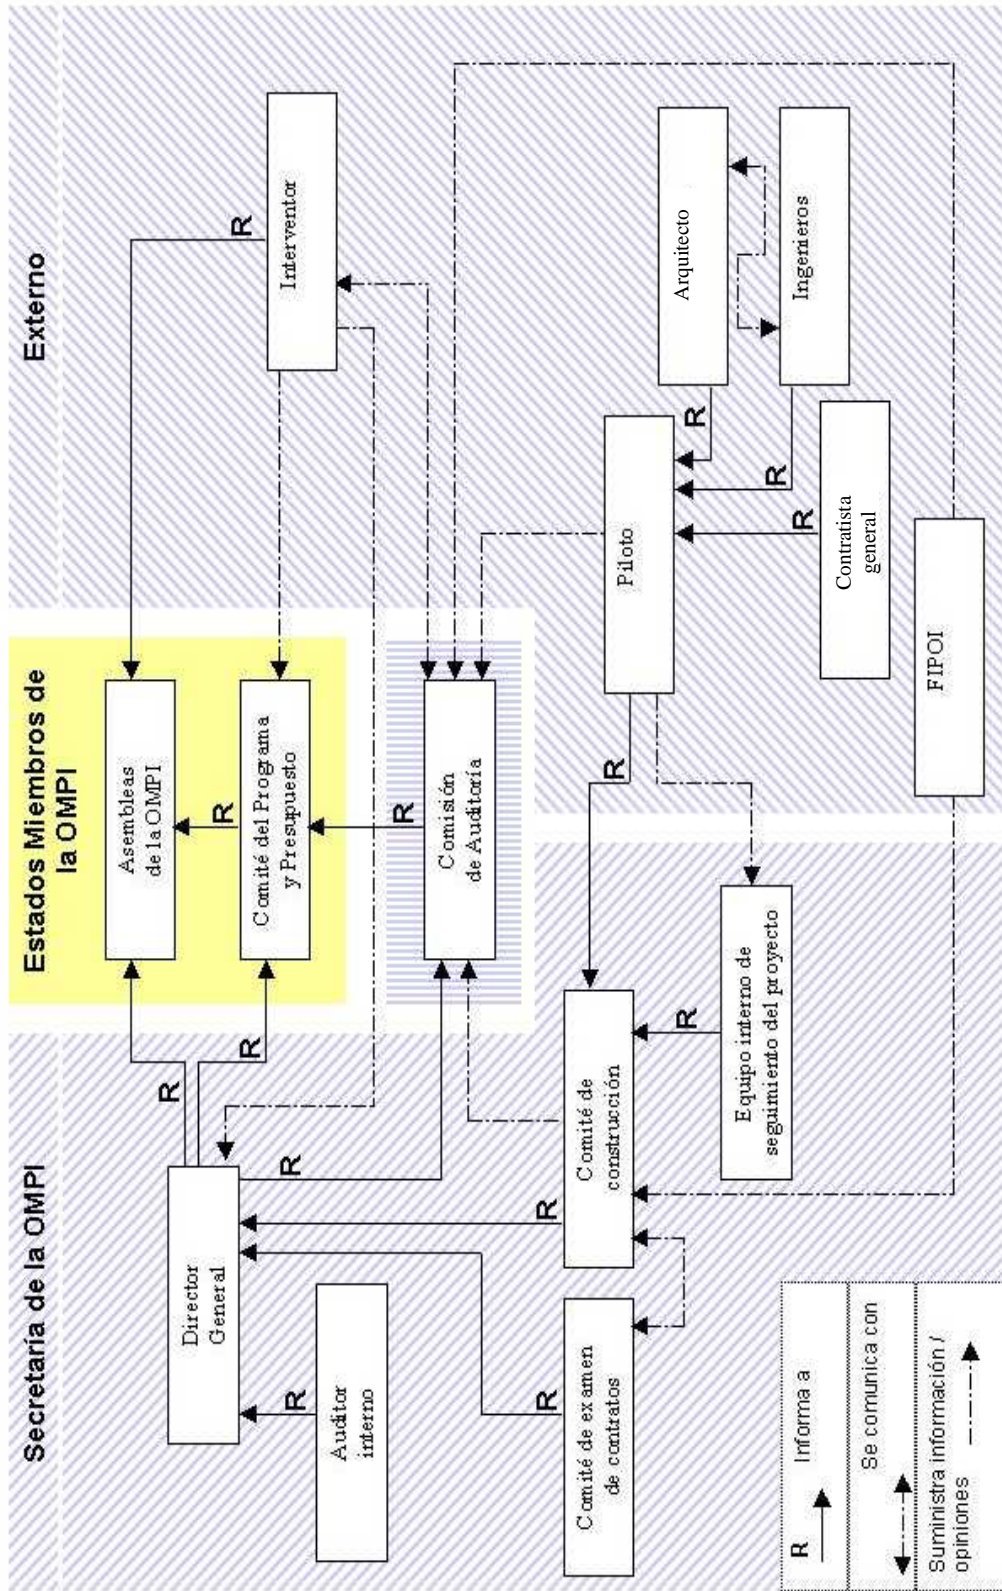 Secretaría de la OMPI
Estados Miembros de
la OMPI
Externo
Director
General
R
R
R
Asembleas
de la OMPI
R
Interventor
R
Auditor
interno
R
Comité del Programa
y Presupuesto
R
Comisión
de Auditoría
Comité de examen
de contratos
R
Comité de
construcción
R
R
Piloto
R
Arquitecto
R
Ingenieros
R
Equipo interno de
seguimiento del proyecto
R
Contratista
general
R
FIPOI
R
Informa a
Se comunica con
Suministra información /
opiniones